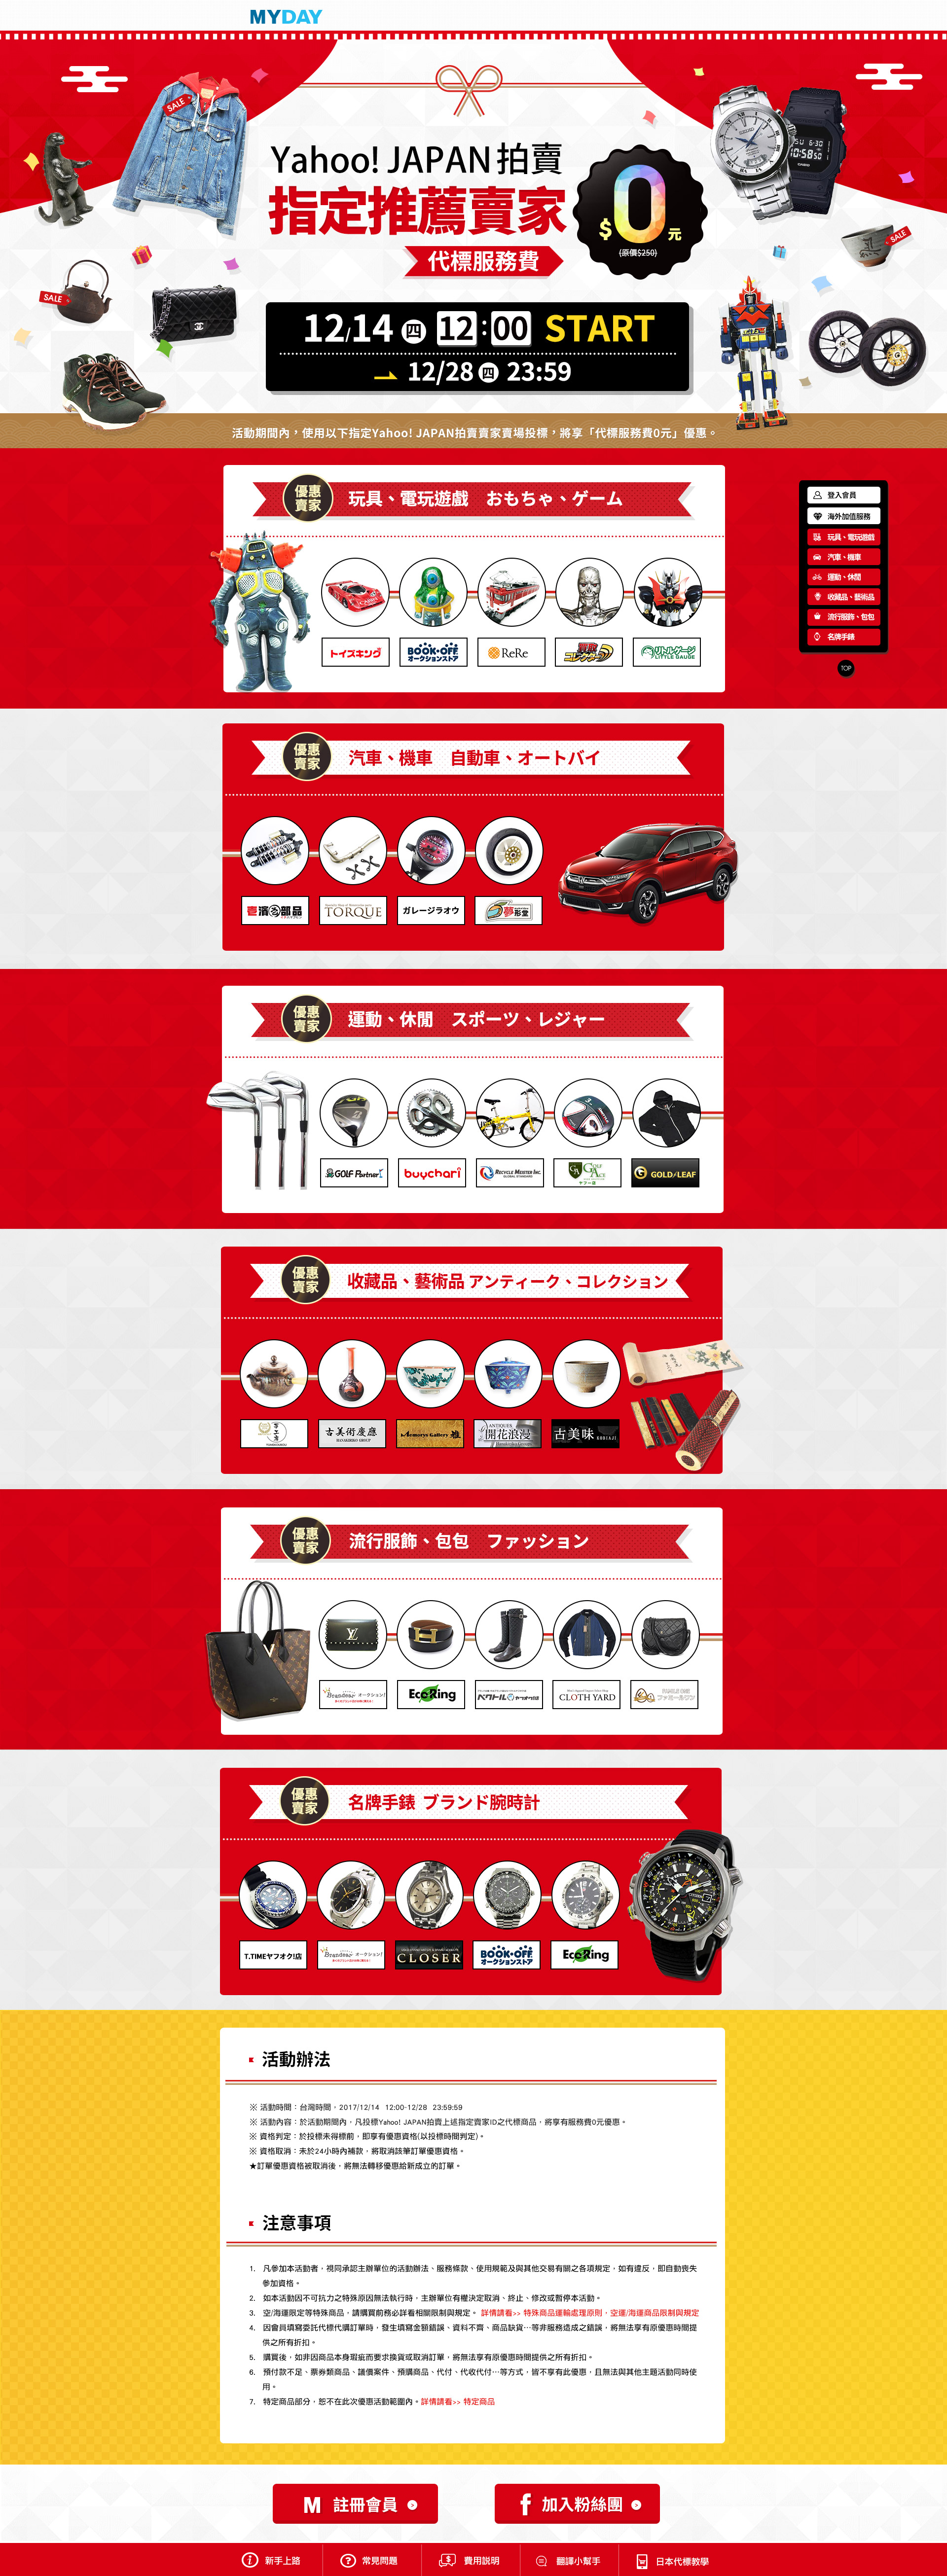 MYDAY
SALE
Yahoo! JAPAN 拍賣
指定推薦賣家
代標服務費
$0元
(原價$250)
SALE
SALE
12/14 四 12:00 START
12/28 四 23:59
活動期間內，使用以下指定Yahoo! JAPAN拍賣賣家賣場投標，將享「代標服務費0元」優惠。
登入會員
海外加值服務
玩具、電玩遊戲
汽車、機車
運動、休閒
收藏品、藝術品
流行服飾、包包
名牌手錶
TOP
優惠賣家
玩具、電玩遊戲 おもちゃ、ゲーム
トイズキング
BOOK·OFF
オークションストア
ReRe
買取コレクター
リトルゲージ
LITTLE GAUGE
優惠賣家
汽車、機車 自動車、オートバイ
TORQUE
ガレージラオウ
夢形堂
優惠賣家
運動、休閒 スポーツ、レジャー
GOLF Partner
buychari
RECYCLE MEISTER INC.
GLOBAL STANDARD
GOLF ACE
GOLD/LEAF
優惠賣家
收藏品、藝術品 アンティーク、コレクション
古美術慶應
Memory's Gallery 雅
ANTIQUES
開花浪漫
古美味
優惠賣家
流行服飾、包包 ファッション
Brandear オークション!
EcoRing
ベクトル
CLOTH YARD
ファミールワン
優惠賣家
名牌手錶 ブランド腕時計
T.TIMEヤフオク!店
Brandear オークション!
CLOSER
BOOK·OFF
オークションストア
EcoRing
活動辦法
※ 活動時間：台灣時間，2017/12/14 12:00-12/28 23:59:59
※ 活動內容：於活動期間內，凡投標Yahoo! JAPAN拍賣上述指定賣家ID之代標商品，將享有服務費0元優惠。
※ 資格判定：於投標未得標前，即享有優惠資格(以投標時間判定)。
※ 資格取消：未於24小時內補款，將取消該筆訂單優惠資格。
★訂單優惠資格被取消後，將無法轉移優惠給新成立的訂單。
注意事項
1. 凡參加本活動者，視同承認主辦單位的活動辦法、服務條款、使用規範及與其他交易有關之各項規定，如有違反，即自動喪失
參加資格。
2. 如本活動因不可抗力之特殊原因無法執行時，主辦單位有權決定取消、終止、修改或暫停本活動。
3. 空/海運限定等特殊商品，請購買前務必詳看相關限制與規定。 詳情請看>> 特殊商品運輸處理原則，空運/海運商品限制與規定
4. 因會員填寫委託代標代購訂單時，發生填寫金額錯誤、資料不齊、商品缺貨…等非服務造成之錯誤，將無法享有原優惠時間提
供之所有折扣。
5. 購買後，如非因商品本身瑕疵而要求換貨或取消訂單，將無法享有原優惠時間提供之所有折扣。
6. 預付款不足、票券類商品、議價案件、預購商品、代付、代收代付…等方式，皆不享有此優惠，且無法與其他主題活動同時使
用。
7. 特定商品部分，恕不在此次優惠活動範圍內。詳情請看>> 特定商品
M 註冊會員
f 加入粉絲團
新手上路
常見問題
費用說明
翻譯小幫手
日本代標教學